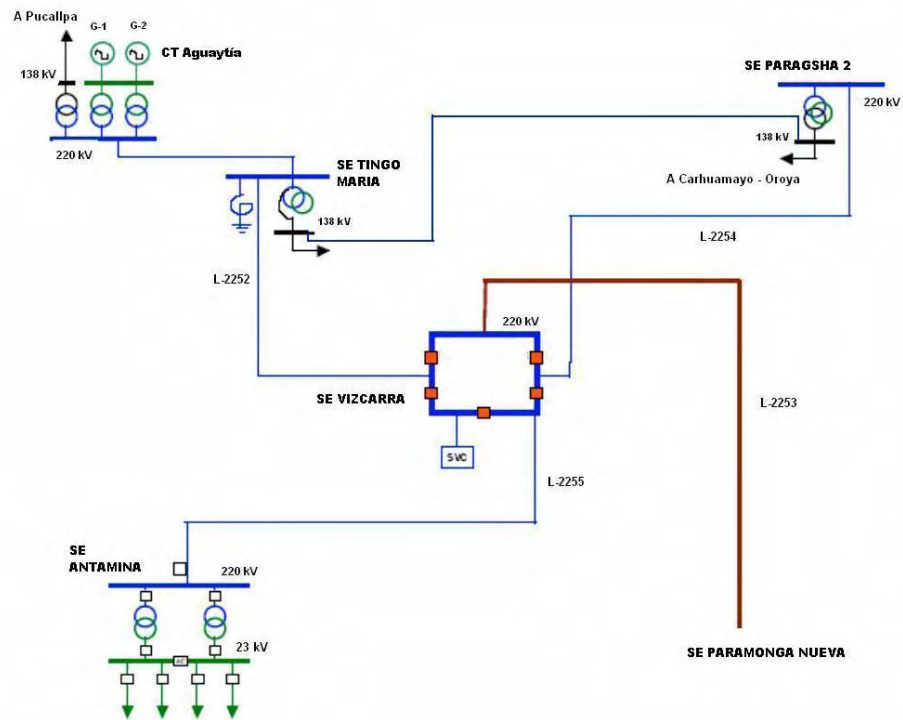 A Pucallpa
G-1
G-2
CT Aguaytía
138 kV
220 kV
SE PARAGSHA 2
220 kV
138 kV
A Carhuamayo - Oroya
SE TINGO
MARIA
138 kV
L-2254
L-2252
220 kV
SE VIZCARRA
L-2253
SVC
L-2255
SE
ANTAMINA
220 kV
23 kV
SE PARAMONGA NUEVA